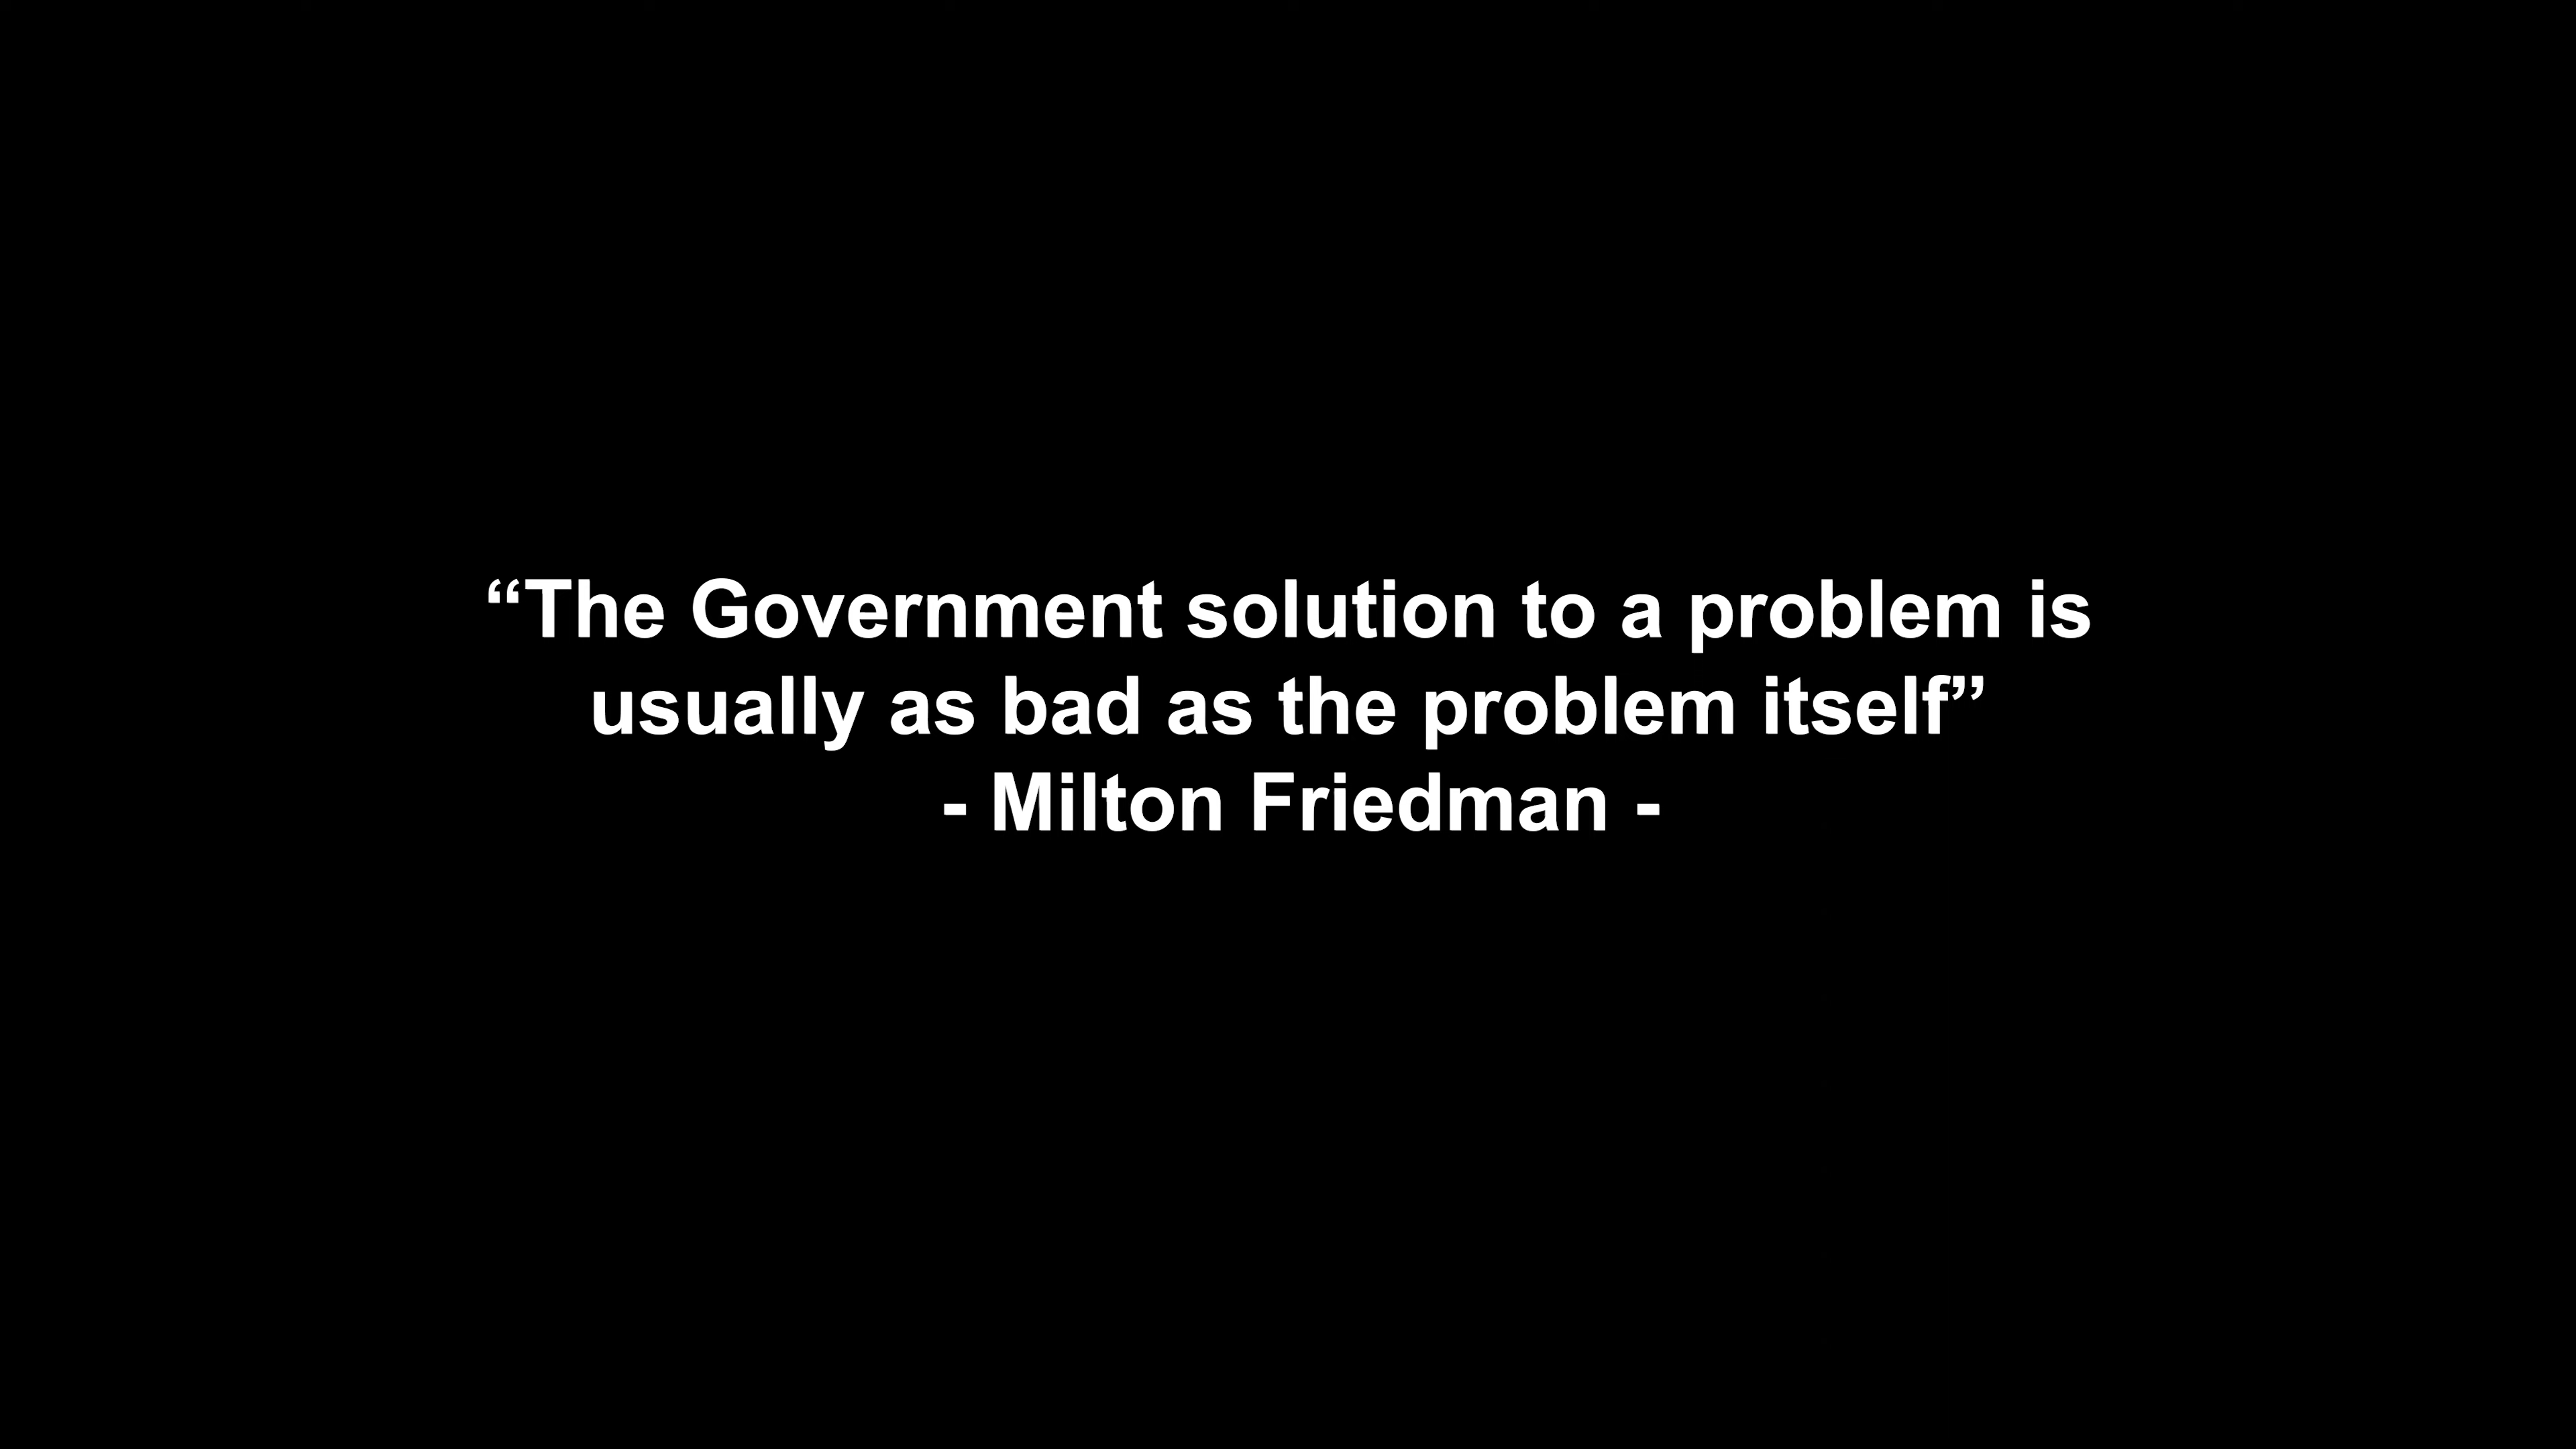 “The Government solution to a problem is
usually as bad as the problem itself”
- Milton Friedman -